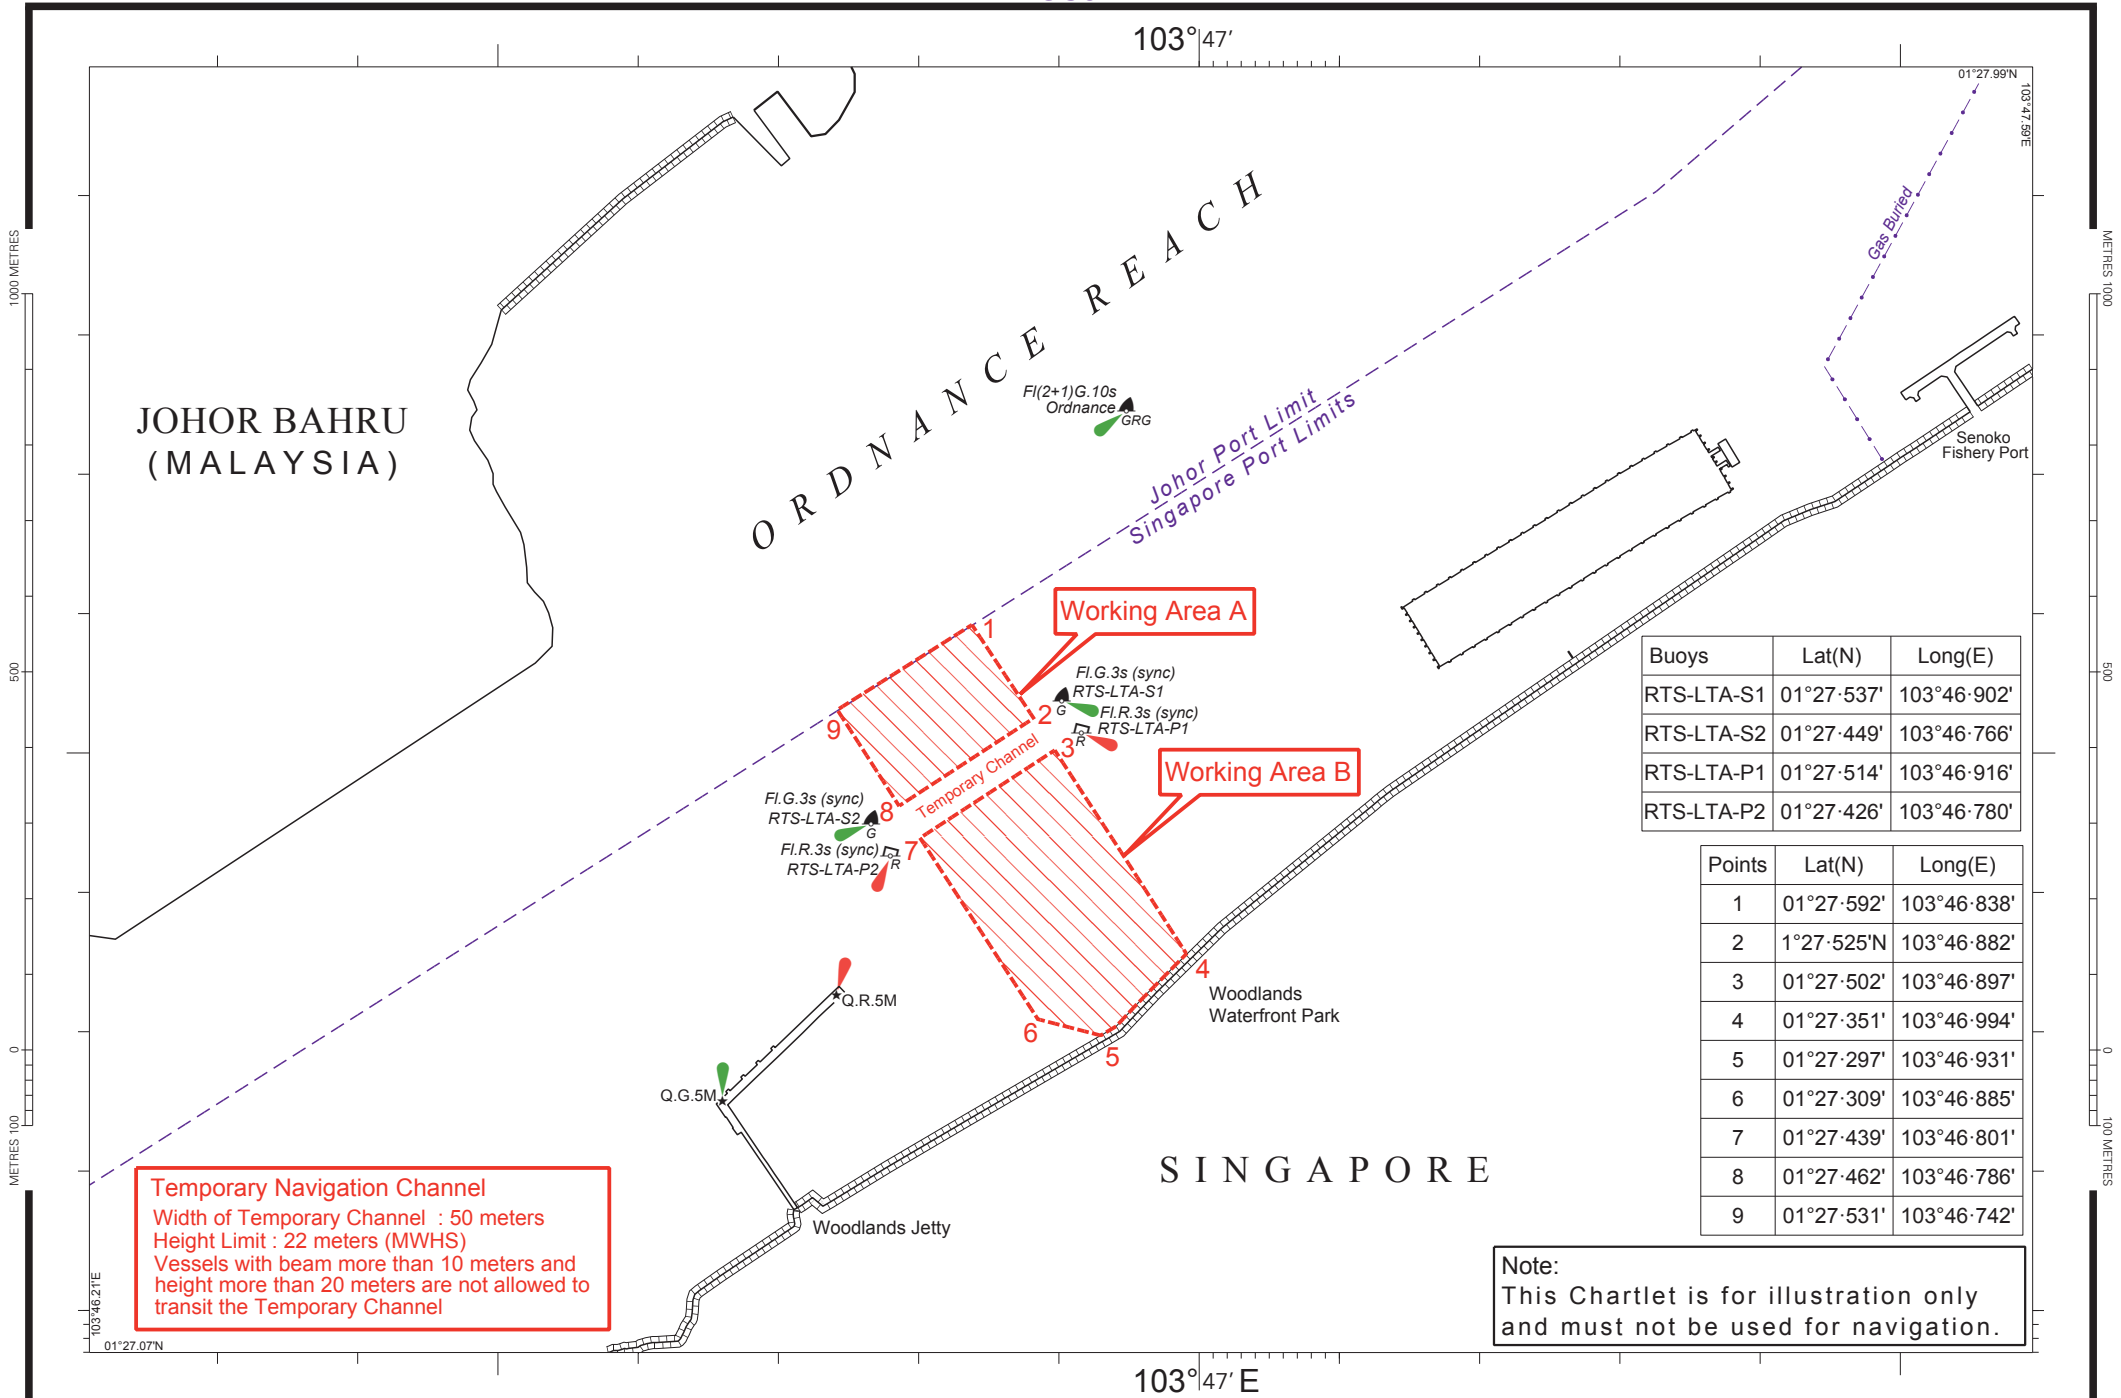 103°47'
01°27.99'N
103°47.59'E
Gas Buried
1000 METRES
METRES 1000
ORDNANCE REACH
JOHOR BAHRU
(MALAYSIA)
Fl(2+1)G.10s
Ordnance
GRG
Johor Port Limit
Singapore Port Limits
Senoko
Fishery Port
Working Area A
1
Fl.G.3s (sync)
RTS-LTA-S1
G
2
Fl.R.3s (sync)
RTS-LTA-P1
R
3
9
Temporary Channel
Working Area B
Fl.G.3s (sync)
RTS-LTA-S2
G
8
Fl.R.3s (sync)
RTS-LTA-P2
R
7
500
500
Buoys Lat(N) Long(E)
RTS-LTA-S1 01°27·537' 103°46·902'
RTS-LTA-S2 01°27·449' 103°46·766'
RTS-LTA-P1 01°27·514' 103°46·916'
RTS-LTA-P2 01°27·426' 103°46·780'
Points Lat(N) Long(E)
1 01°27·592' 103°46·838'
2 1°27·525'N 103°46·882'
3 01°27·502' 103°46·897'
4 01°27·351' 103°46·994'
5 01°27·297' 103°46·931'
6 01°27·309' 103°46·885'
7 01°27·439' 103°46·801'
8 01°27·462' 103°46·786'
9 01°27·531' 103°46·742'
4
Woodlands
Waterfront Park
Q.R.5M
6
5
0
0
Q.G.5M
METRES 100
100 METRES
SINGAPORE
Woodlands Jetty
Temporary Navigation Channel
Width of Temporary Channel : 50 meters
Height Limit : 22 meters (MWHS)
Vessels with beam more than 10 meters and
height more than 20 meters are not allowed to
transit the Temporary Channel
Note:
This Chartlet is for illustration only
and must not be used for navigation.
103°46.21'E
01°27.07'N
103°47'E